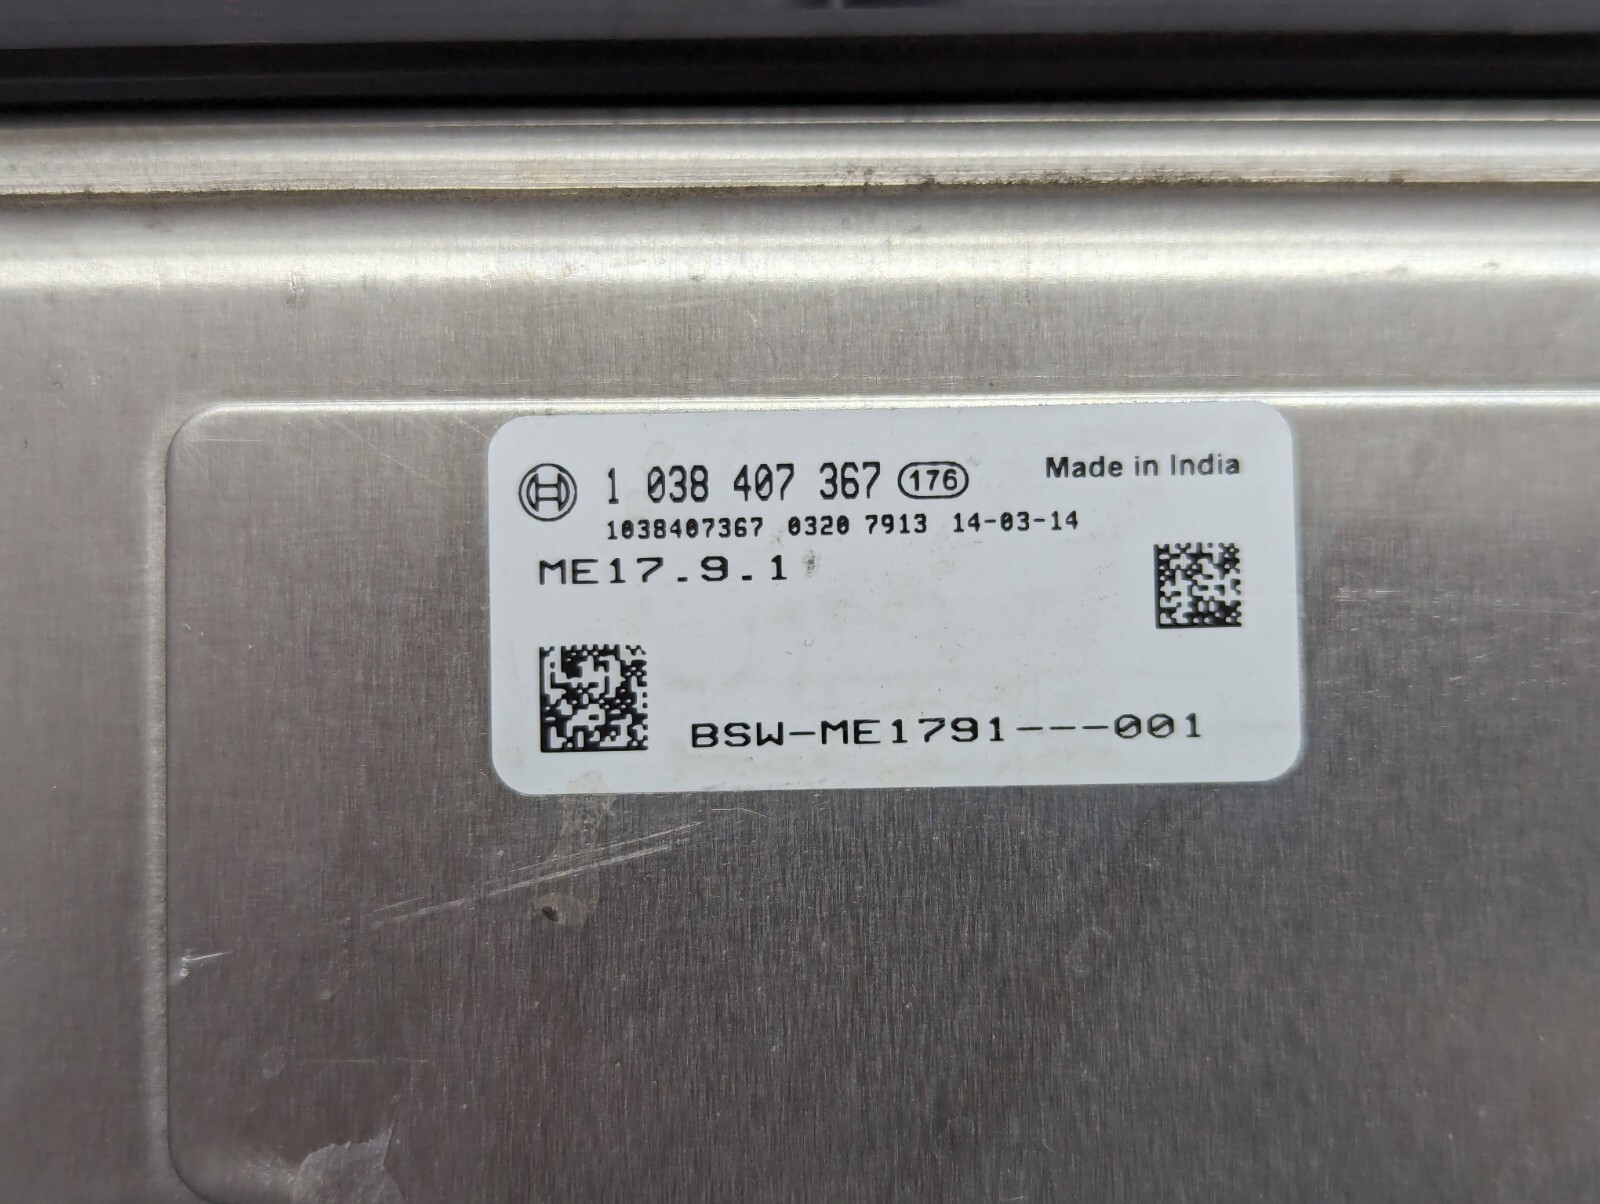 1 038 407 367 176 Made in India
1038407367 0320 7913 14-03-14
ME17.9.1
BSW-ME1791---001